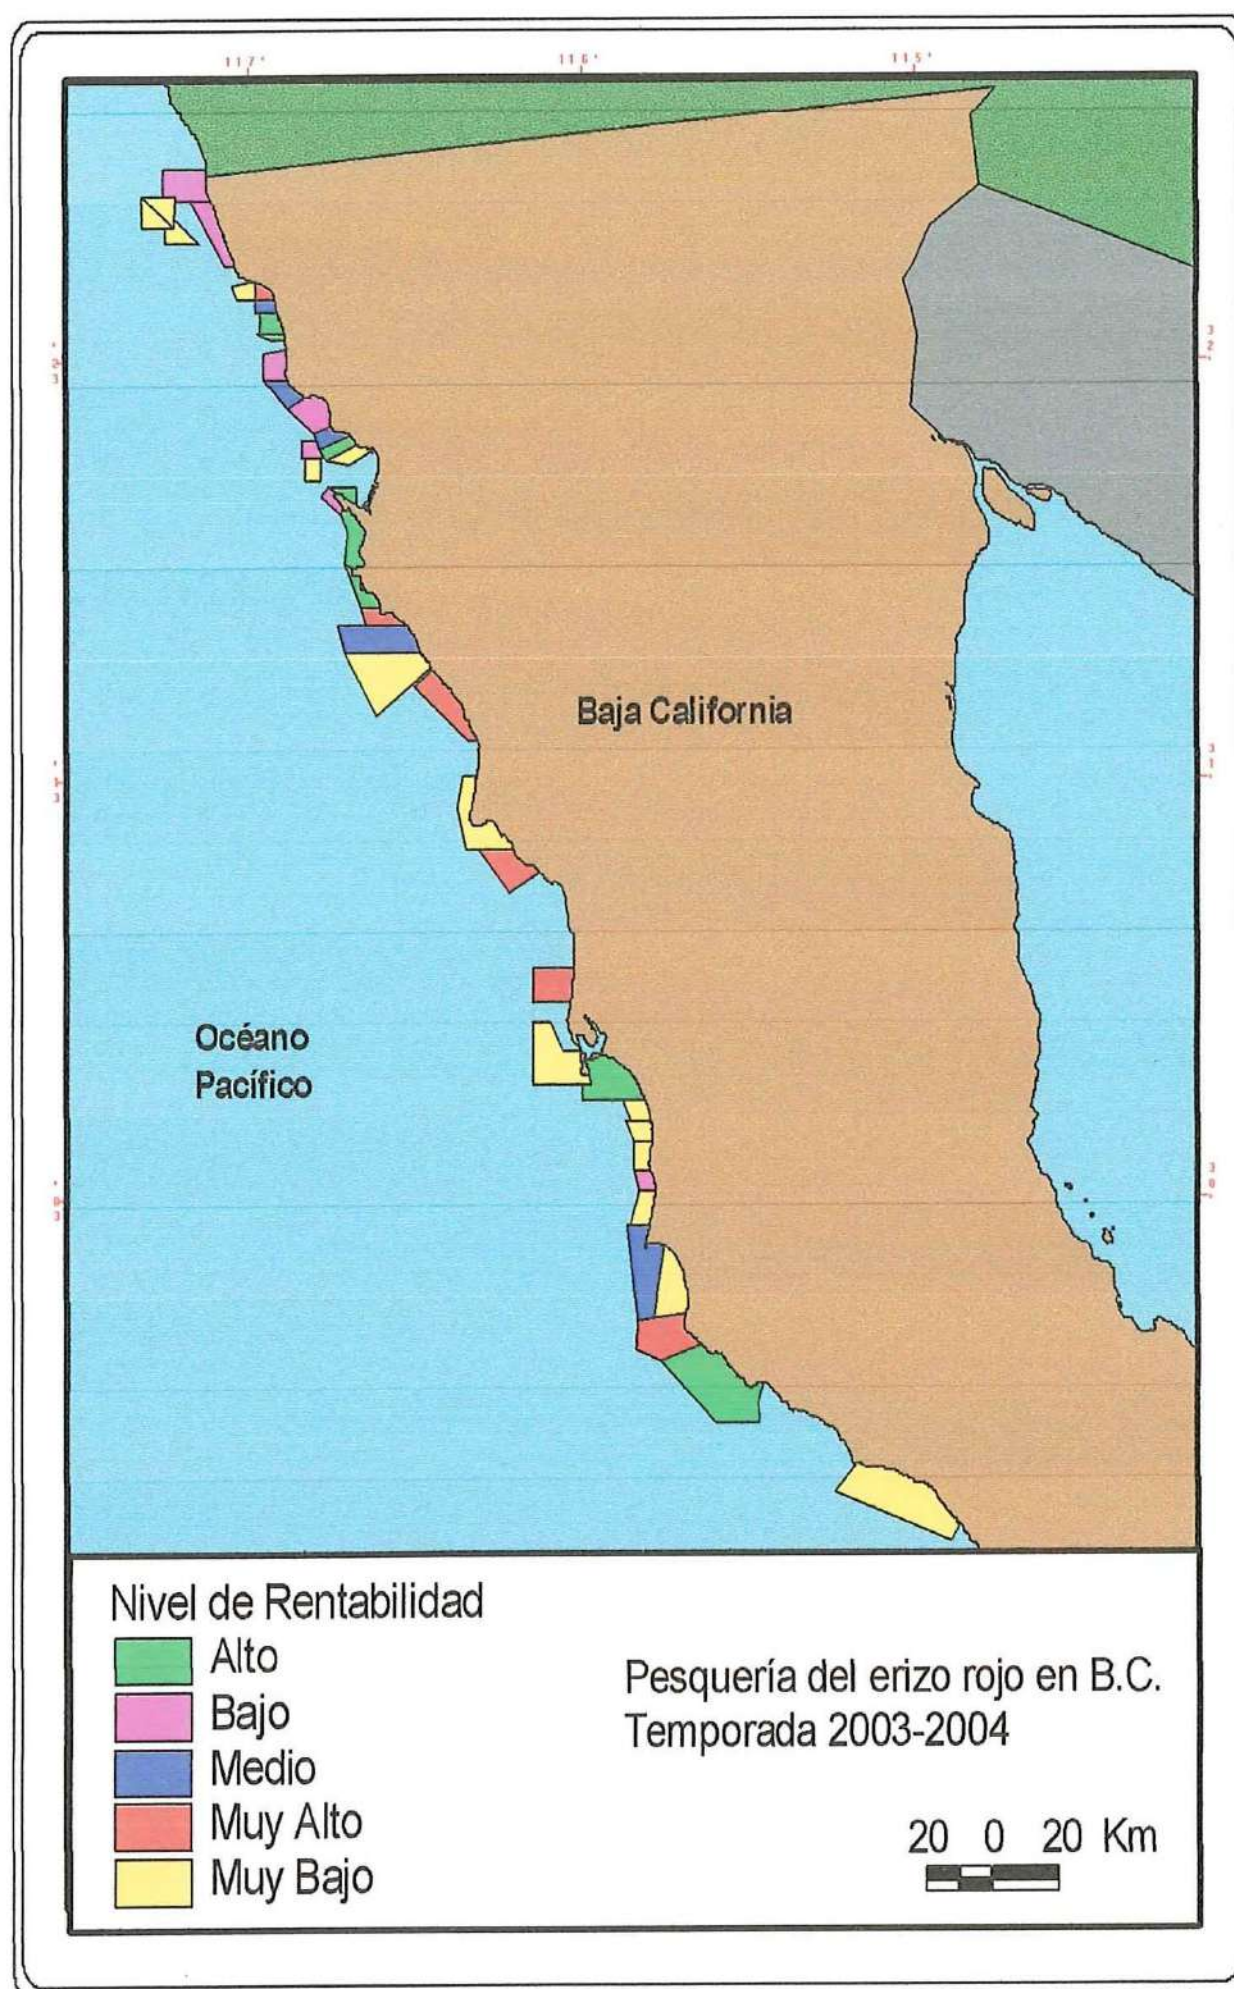 117°
116°
115°
Baja California
Océano
Pacífico
Nivel de Rentabilidad
Alto
Bajo
Medio
Muy Alto
Muy Bajo
Pesquería del erizo rojo en B.C.
Temporada 2003-2004
20 0 20 Km